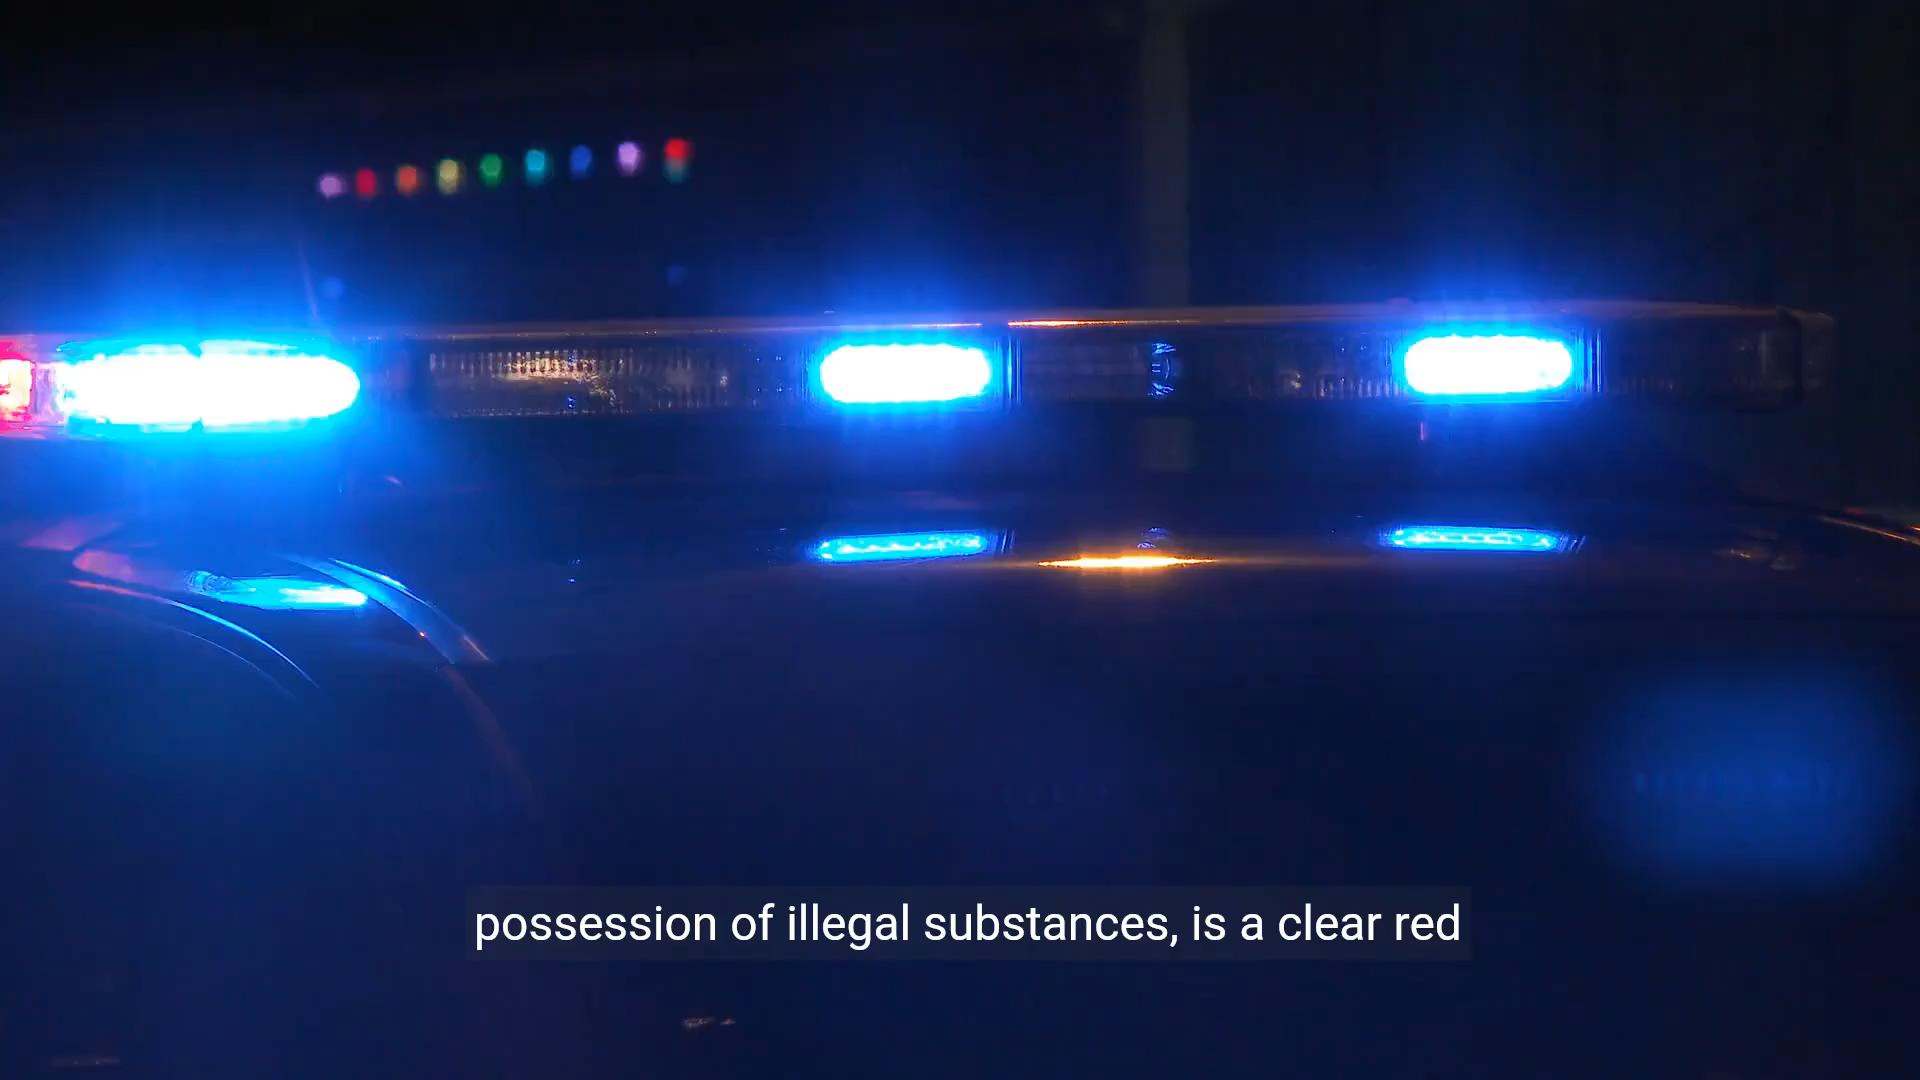 possession of illegal substances, is a clear red